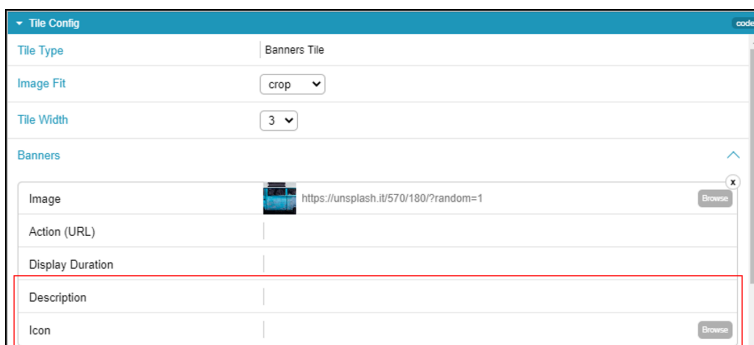 Tile Config code
Tile Type Banners Tile
Image Fit crop
Tile Width 3
Banners
x
Image https://unsplash.it/570/180/?random=1 Browse
Action (URL)
Display Duration
Description
Icon Browse